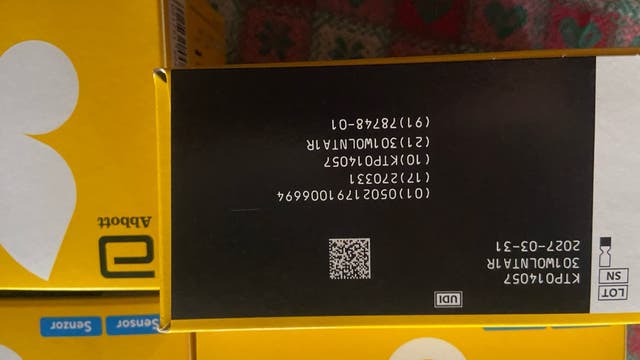 UDI
LOT KTP014057
SN 301WOLNTA1R
2027-03-31
(01)05021791006694
(17)270331
(10)KTP014057
(21)301WOLNTA1R
(91)78748-01
Sensor Senzor
Abbott